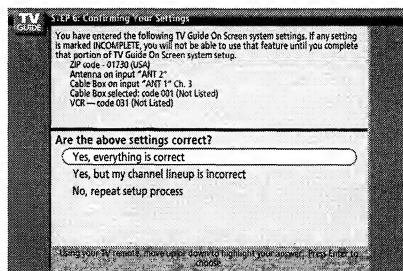 TV
GUIDE
STEP 6: Confirming Your Settings
You have entered the following TV Guide On Screen system settings. If any setting
is marked INCOMPLETE, you will not be able to use that feature until you complete
that portion of TV Guide On Screen system setup.
ZIP code - 01730 (USA)
Antenna on input "ANT 2"
Cable Box on input "ANT 1" Ch. 3
Cable Box selected: code 001 (Not Listed)
VCR — code 031 (Not Listed)
Are the above settings correct?
Yes, everything is correct
Yes, but my channel lineup is incorrect
No, repeat setup process
Using your TV remote, move up or down to highlight your answer. Press Enter to
choose.